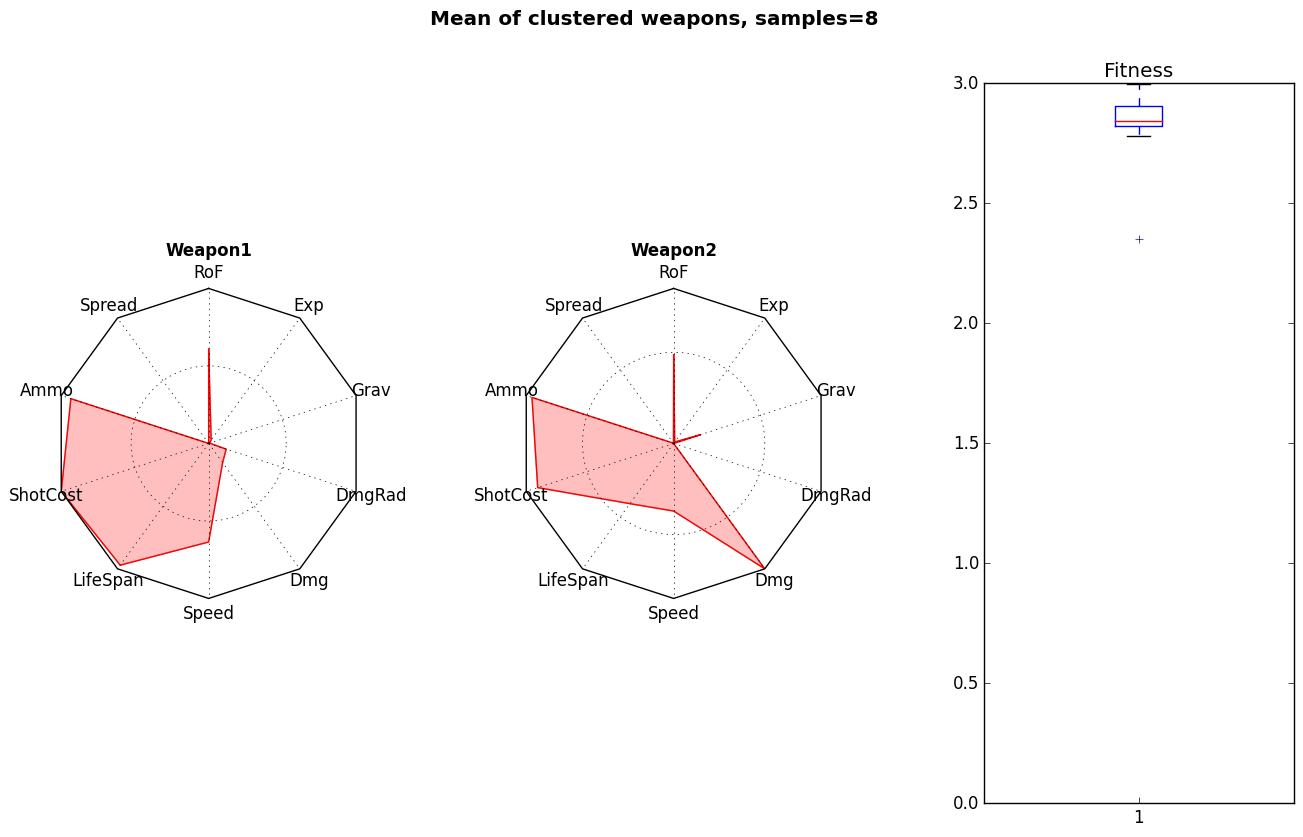 Mean of clustered weapons, samples=8
Weapon1
RoF
Spread
Exp
Ammo
Grav
ShotCost
DmgRad
LifeSpan
Dmg
Speed
Weapon2
RoF
Spread
Exp
Ammo
Grav
ShotCost
DmgRad
LifeSpan
Dmg
Speed
Fitness
3.0
2.5
2.0
1.5
1.0
0.5
0.0
1